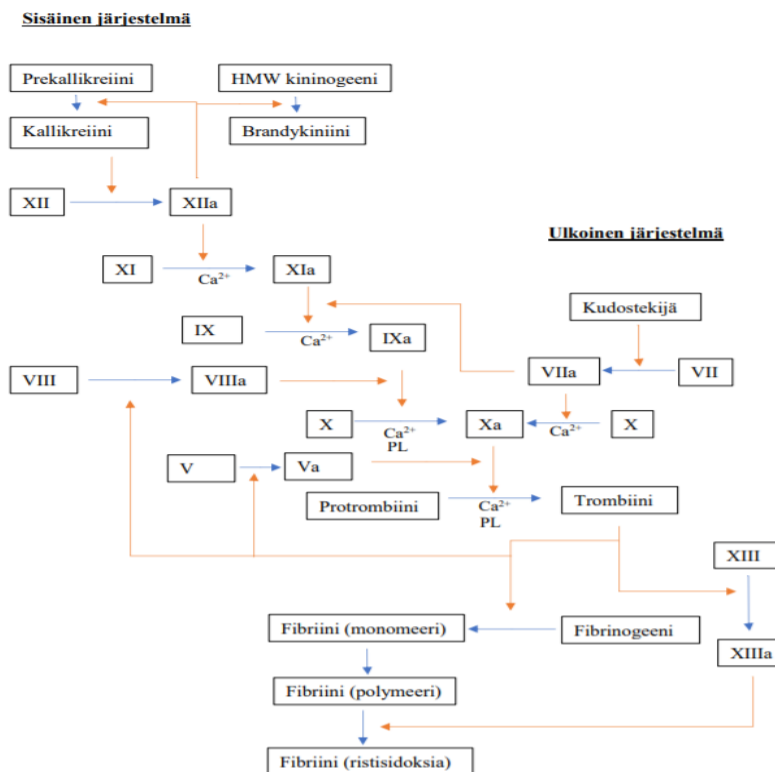 Sisäinen järjestelmä
Prekallikreiini
HMW kininogeeni
Kallikreiini
Brandykiniini
XII
XIIa
Ulkoinen järjestelmä
XI
Ca²⁺
XIa
Kudostekijä
IX
Ca²⁺
IXa
VIII
VIIIa
VIIa
VII
X
Ca²⁺
PL
Xa
Ca²⁺
X
V
Va
Protrombiini
Ca²⁺
PL
Trombiini
XIII
Fibriini (monomeeri)
Fibrinogeeni
XIIIa
Fibriini (polymeeri)
Fibriini (ristisidoksia)